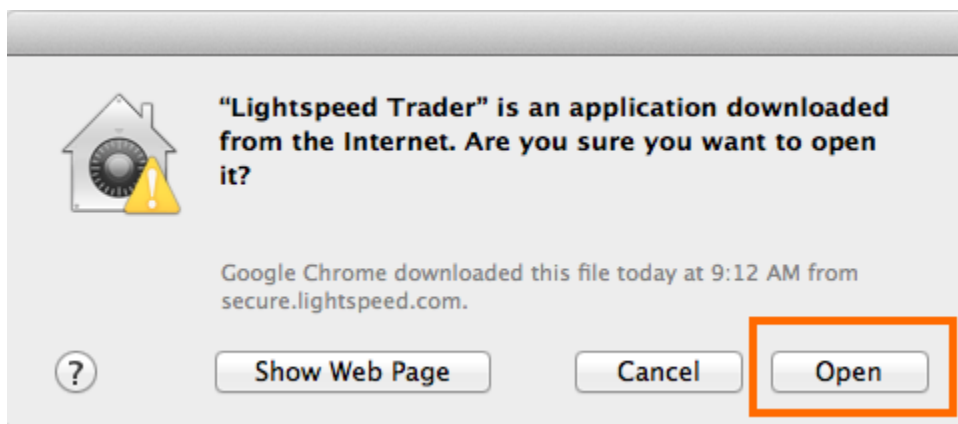 “Lightspeed Trader” is an application downloaded
from the Internet. Are you sure you want to open
it?
Google Chrome downloaded this file today at 9:12 AM from
secure.lightspeed.com.
? Show Web Page Cancel Open